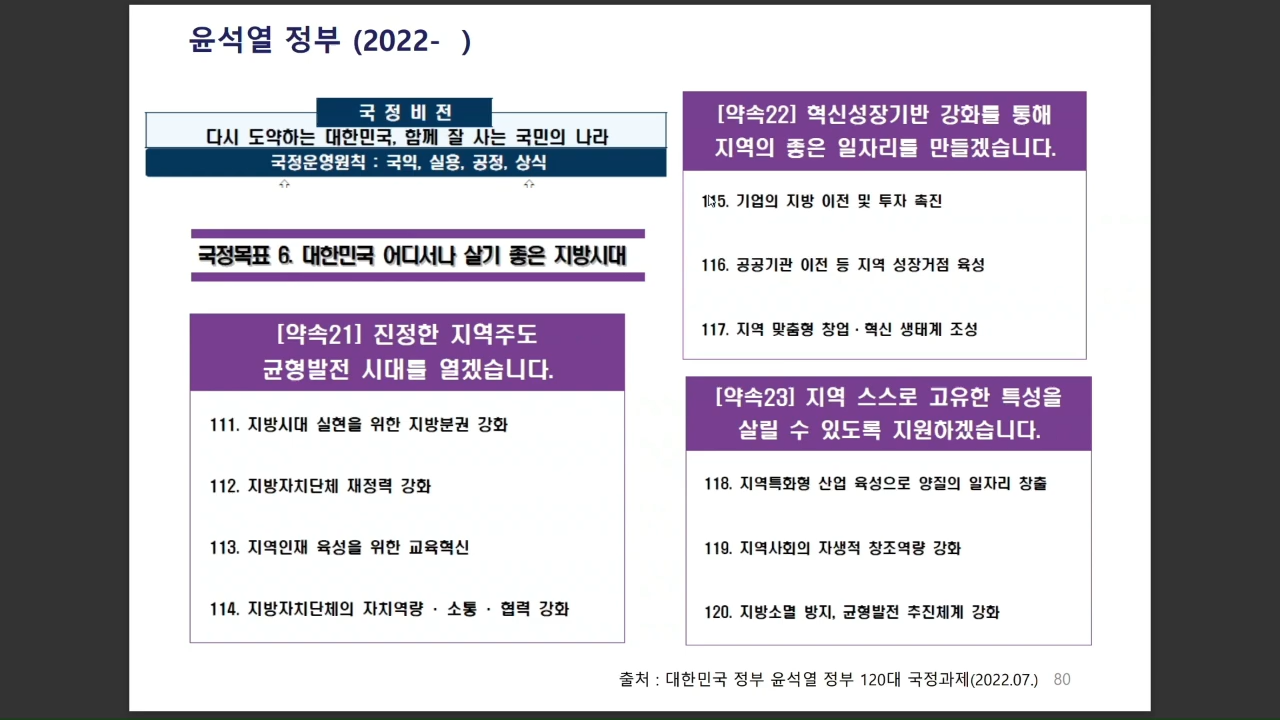 윤석열 정부 (2022-  )
국 정 비 전
다시 도약하는 대한민국, 함께 잘 사는 국민의 나라
국정운영원칙 : 국익, 실용, 공정, 상식
국정목표 6. 대한민국 어디서나 살기 좋은 지방시대
[약속21] 진정한 지역주도
균형발전 시대를 열겠습니다.
111. 지방시대 실현을 위한 지방분권 강화
112. 지방자치단체 재정력 강화
113. 지역인재 육성을 위한 교육혁신
114. 지방자치단체의 자치역량 · 소통 · 협력 강화
[약속22] 혁신성장기반 강화를 통해
지역의 좋은 일자리를 만들겠습니다.
115. 기업의 지방 이전 및 투자 촉진
116. 공공기관 이전 등 지역 성장거점 육성
117. 지역 맞춤형 창업·혁신 생태계 조성
[약속23] 지역 스스로 고유한 특성을
살릴 수 있도록 지원하겠습니다.
118. 지역특화형 산업 육성으로 양질의 일자리 창출
119. 지역사회의 자생적 창조역량 강화
120. 지방소멸 방지, 균형발전 추진체계 강화
출처 : 대한민국 정부 윤석열 정부 120대 국정과제(2022.07.)
80